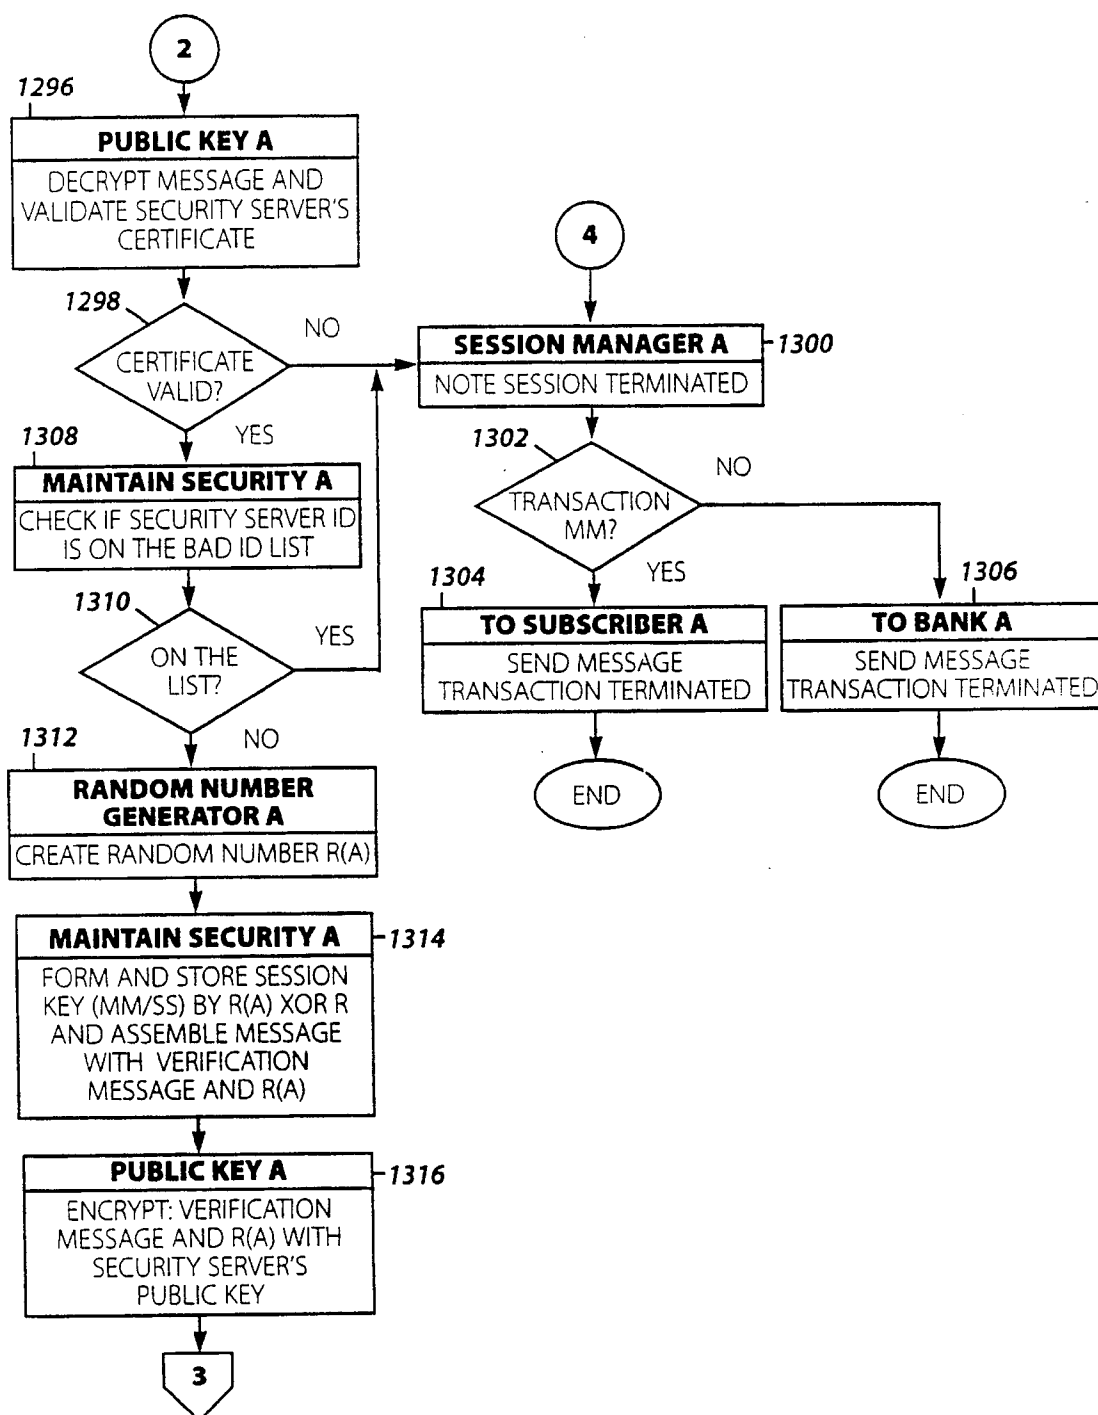 2
1296
PUBLIC KEY A
DECRYPT MESSAGE AND
VALIDATE SECURITY SERVER'S
CERTIFICATE
1298
NO
CERTIFICATE
VALID?
YES
1308
MAINTAIN SECURITY A
CHECK IF SECURITY SERVER ID
IS ON THE BAD ID LIST
1310
YES
ON THE
LIST?
NO
1312
RANDOM NUMBER
GENERATOR A
CREATE RANDOM NUMBER R(A)
MAINTAIN SECURITY A
1314
FORM AND STORE SESSION
KEY (MM/SS) BY R(A) XOR R
AND ASSEMBLE MESSAGE
WITH VERIFICATION
MESSAGE AND R(A)
PUBLIC KEY A
1316
ENCRYPT: VERIFICATION
MESSAGE AND R(A) WITH
SECURITY SERVER'S
PUBLIC KEY
3
4
SESSION MANAGER A
1300
NOTE SESSION TERMINATED
1302
NO
TRANSACTION
MM?
YES
1304
TO SUBSCRIBER A
SEND MESSAGE
TRANSACTION TERMINATED
END
1306
TO BANK A
SEND MESSAGE
TRANSACTION TERMINATED
END